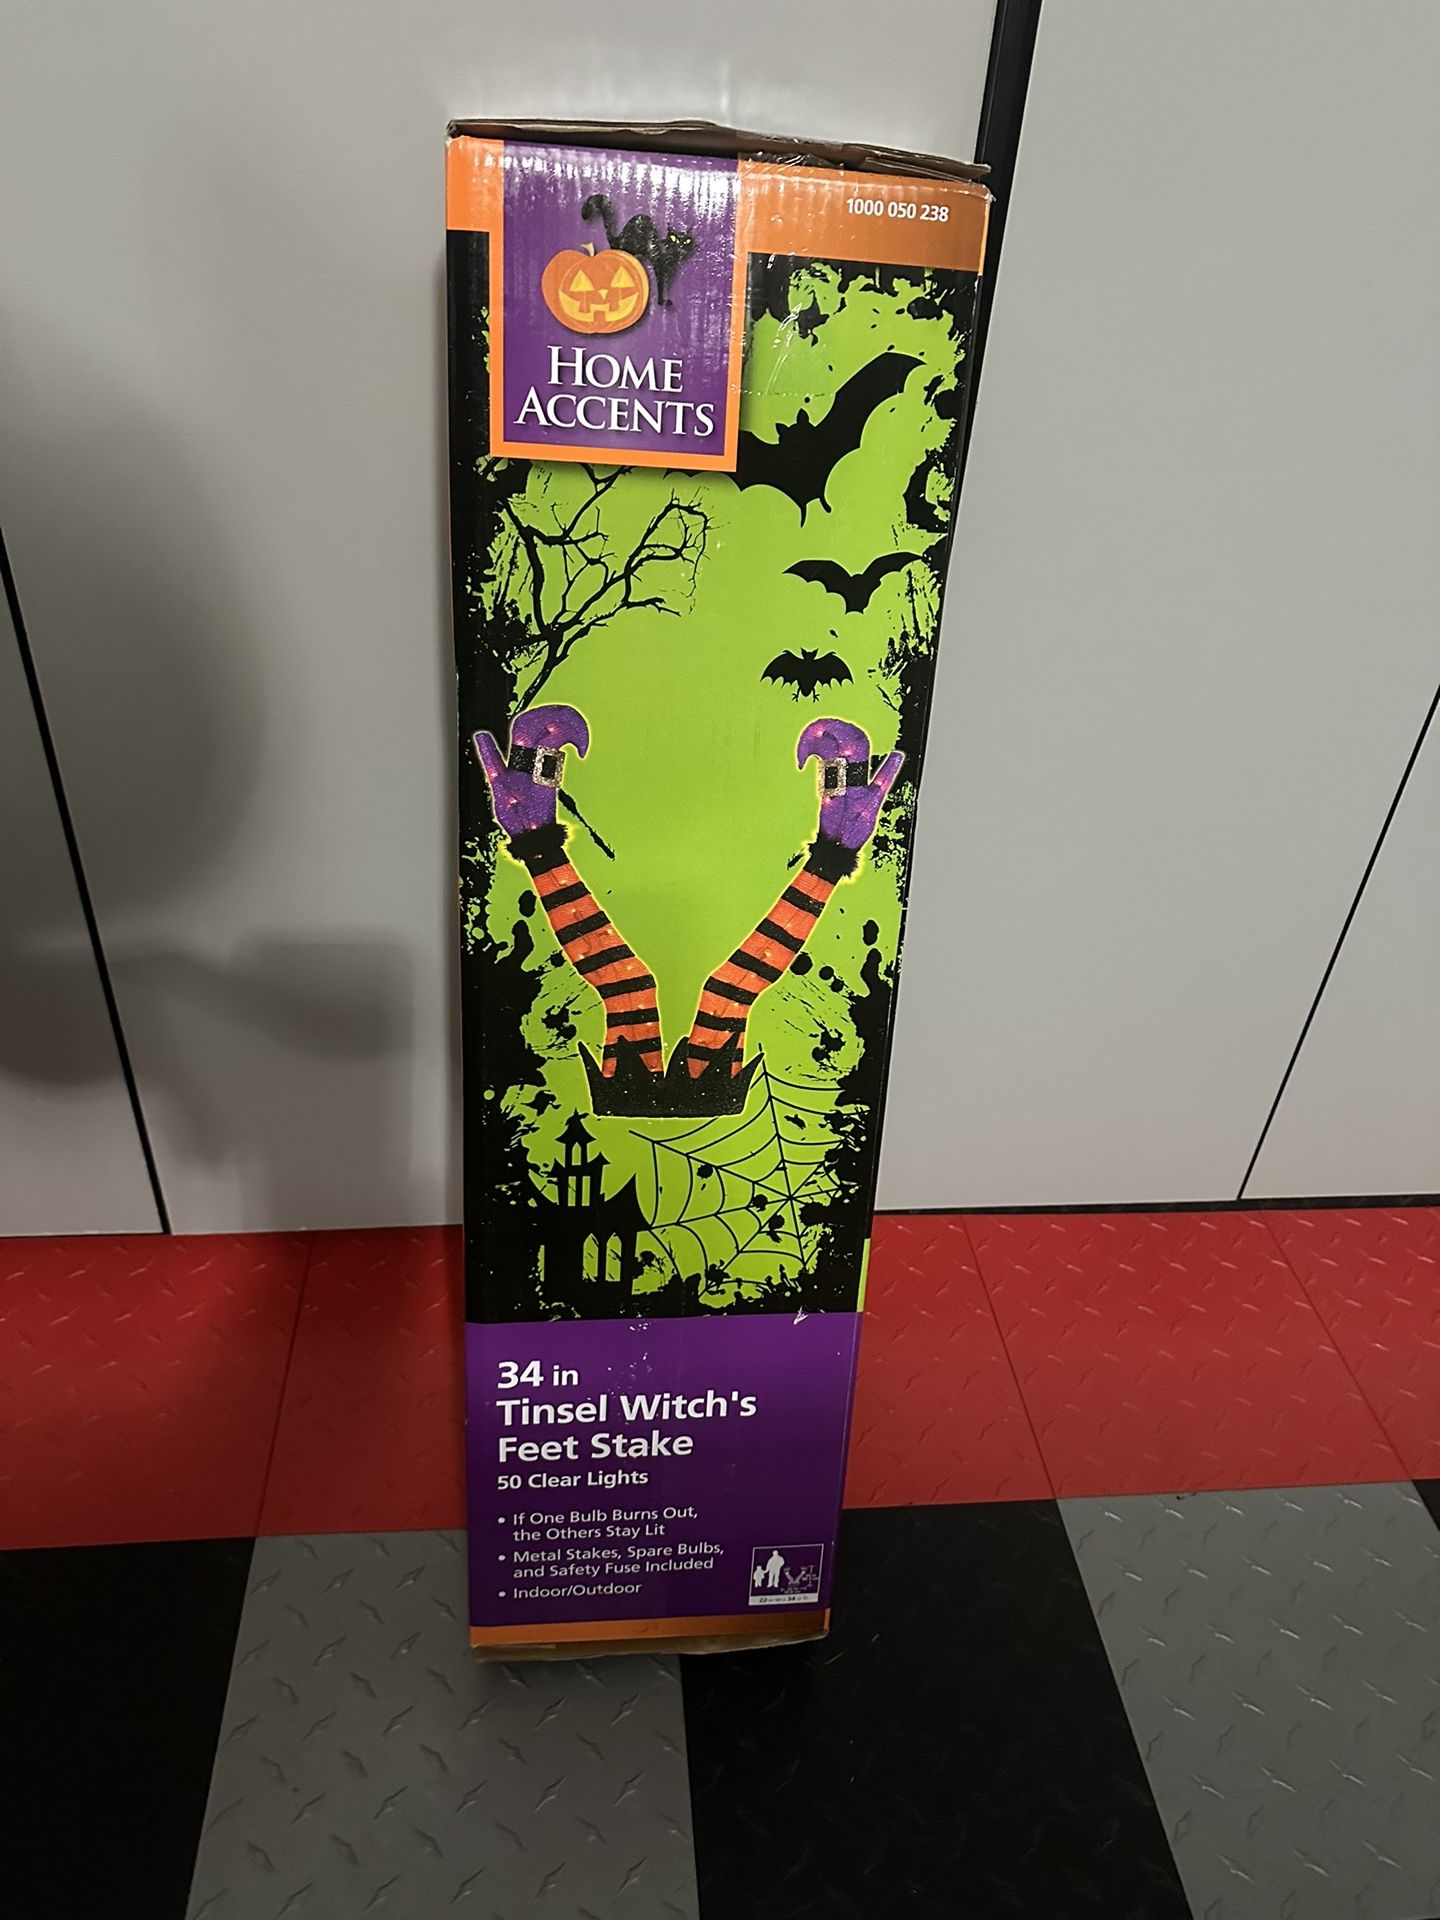 1000 050 238
HOME
ACCENTS
34 in
Tinsel Witch's
Feet Stake
50 Clear Lights
• If One Bulb Burns Out,
the Others Stay Lit
• Metal Stakes, Spare Bulbs,
and Safety Fuse Included
• Indoor/Outdoor